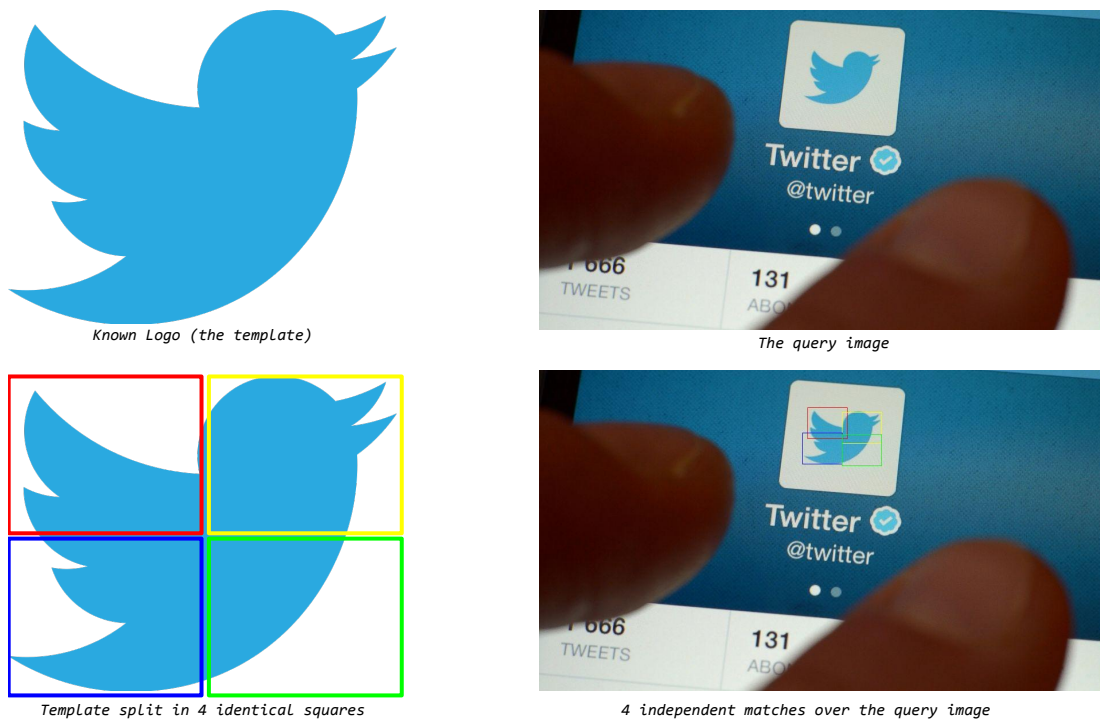 Known Logo (the template)
Twitter
@twitter
666
TWEETS
131
The query image
Template split in 4 identical squares
Twitter
@twitter
666
TWEETS
131
4 independent matches over the query image